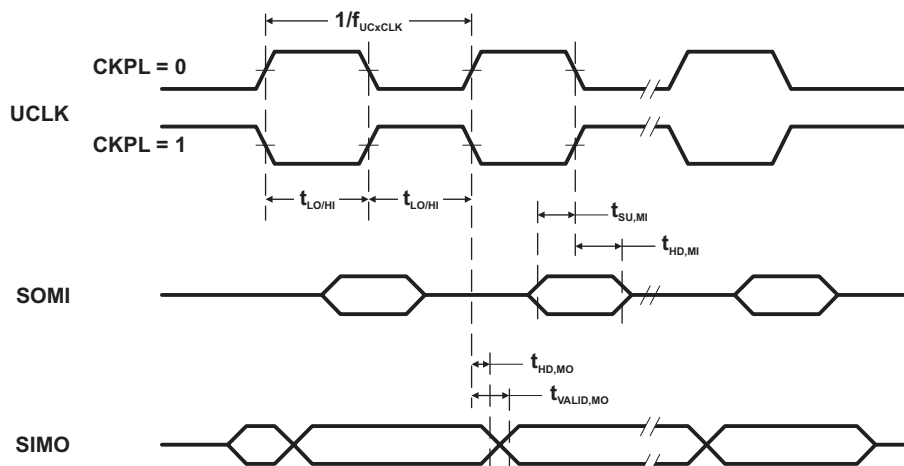 1/fUCxCLK
CKPL = 0
UCLK
CKPL = 1
tLO/HI tLO/HI
tSU,MI
tHD,MI
SOMI
tHD,MO
tVALID,MO
SIMO